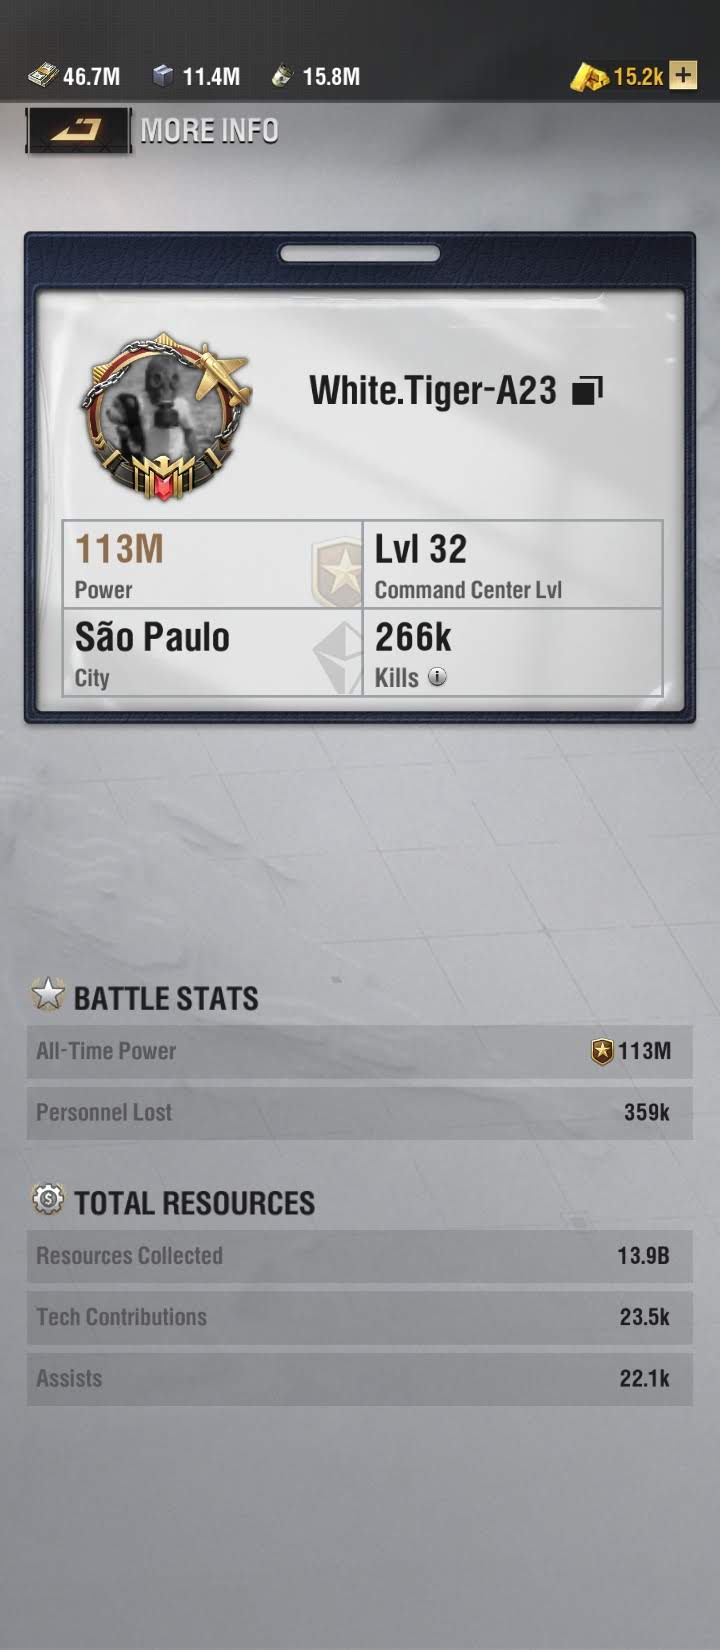 46.7M 11.4M 15.8M 15.2k +
MORE INFO
White.Tiger-A23
113M
Power
Lvl 32
Command Center Lvl
São Paulo
City
266k
Kills i
BATTLE STATS
All-Time Power 113M
Personnel Lost 359k
TOTAL RESOURCES
Resources Collected 13.9B
Tech Contributions 23.5k
Assists 22.1k